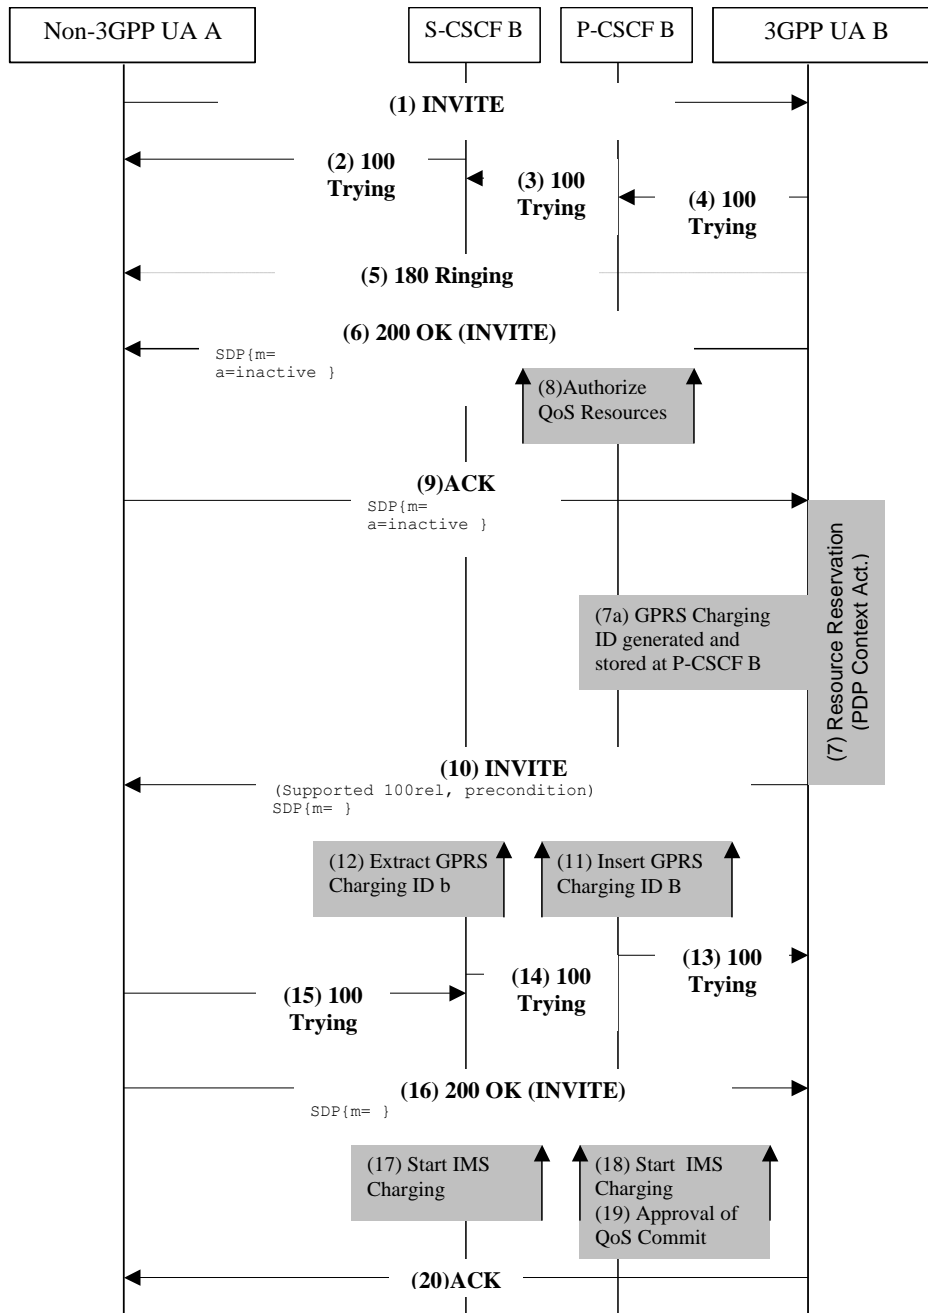 Non-3GPP UA A
S-CSCF B
P-CSCF B
3GPP UA B
(1) INVITE
(2) 100
Trying
(3) 100
Trying
(4) 100
Trying
(5) 180 Ringing
(6) 200 OK (INVITE)
SDP{m=
a=inactive }
(8)Authorize
QoS Resources
(9)ACK
SDP{m=
a=inactive }
(7) Resource Reservation
(PDP Context Act.)
(7a) GPRS Charging
ID generated and
stored at P-CSCF B
(10) INVITE
(Supported 100rel, precondition)
SDP{m= }
(12) Extract GPRS
Charging ID b
(11) Insert GPRS
Charging ID B
(13) 100
Trying
(14) 100
Trying
(15) 100
Trying
(16) 200 OK (INVITE)
SDP{m= }
(17) Start IMS
Charging
(18) Start  IMS
Charging
(19) Approval of
QoS Commit
(20)ACK